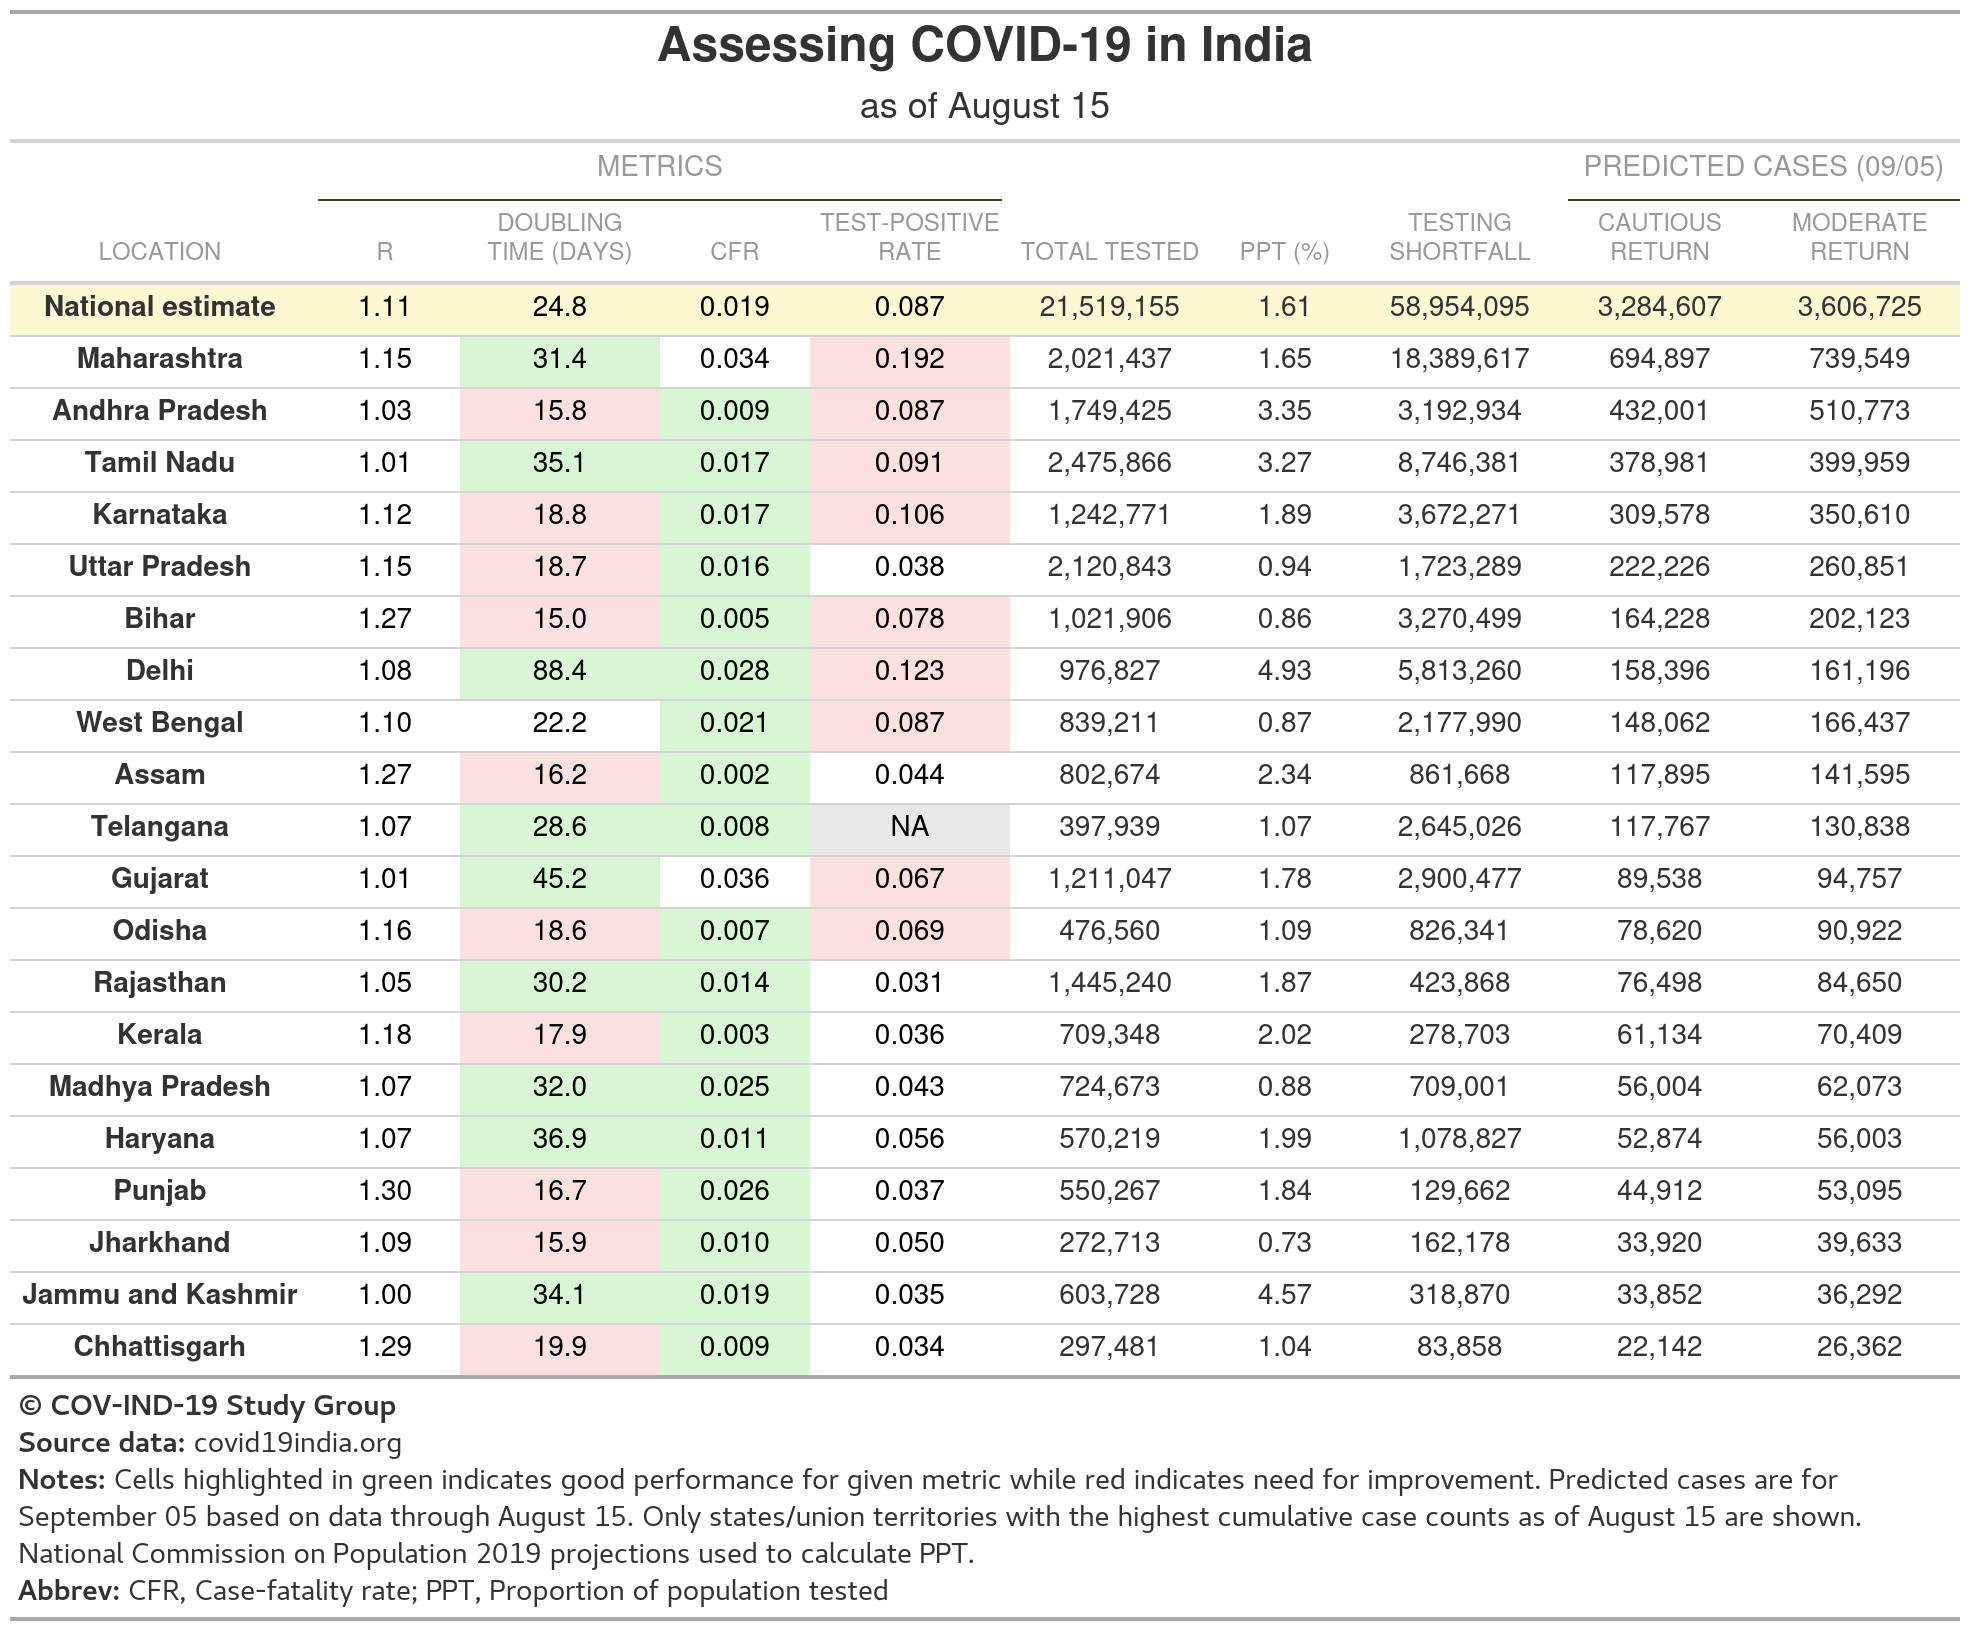 Assessing COVID-19 in India
as of August 15
METRICS PREDICTED CASES (09/05)
LOCATION R DOUBLING TIME (DAYS) CFR TEST-POSITIVE RATE TOTAL TESTED PPT (%) TESTING SHORTFALL CAUTIOUS RETURN MODERATE RETURN
National estimate 1.11 24.8 0.019 0.087 21,519,155 1.61 58,954,095 3,284,607 3,606,725
Maharashtra 1.15 31.4 0.034 0.192 2,021,437 1.65 18,389,617 694,897 739,549
Andhra Pradesh 1.03 15.8 0.009 0.087 1,749,425 3.35 3,192,934 432,001 510,773
Tamil Nadu 1.01 35.1 0.017 0.091 2,475,866 3.27 8,746,381 378,981 399,959
Karnataka 1.12 18.8 0.017 0.106 1,242,771 1.89 3,672,271 309,578 350,610
Uttar Pradesh 1.15 18.7 0.016 0.038 2,120,843 0.94 1,723,289 222,226 260,851
Bihar 1.27 15.0 0.005 0.078 1,021,906 0.86 3,270,499 164,228 202,123
Delhi 1.08 88.4 0.028 0.123 976,827 4.93 5,813,260 158,396 161,196
West Bengal 1.10 22.2 0.021 0.087 839,211 0.87 2,177,990 148,062 166,437
Assam 1.27 16.2 0.002 0.044 802,674 2.34 861,668 117,895 141,595
Telangana 1.07 28.6 0.008 NA 397,939 1.07 2,645,026 117,767 130,838
Gujarat 1.01 45.2 0.036 0.067 1,211,047 1.78 2,900,477 89,538 94,757
Odisha 1.16 18.6 0.007 0.069 476,560 1.09 826,341 78,620 90,922
Rajasthan 1.05 30.2 0.014 0.031 1,445,240 1.87 423,868 76,498 84,650
Kerala 1.18 17.9 0.003 0.036 709,348 2.02 278,703 61,134 70,409
Madhya Pradesh 1.07 32.0 0.025 0.043 724,673 0.88 709,001 56,004 62,073
Haryana 1.07 36.9 0.011 0.056 570,219 1.99 1,078,827 52,874 56,003
Punjab 1.30 16.7 0.026 0.037 550,267 1.84 129,662 44,912 53,095
Jharkhand 1.09 15.9 0.010 0.050 272,713 0.73 162,178 33,920 39,633
Jammu and Kashmir 1.00 34.1 0.019 0.035 603,728 4.57 318,870 33,852 36,292
Chhattisgarh 1.29 19.9 0.009 0.034 297,481 1.04 83,858 22,142 26,362
© COV-IND-19 Study Group
Source data: covid19india.org
Notes: Cells highlighted in green indicates good performance for given metric while red indicates need for improvement. Predicted cases are for
September 05 based on data through August 15. Only states/union territories with the highest cumulative case counts as of August 15 are shown.
National Commission on Population 2019 projections used to calculate PPT.
Abbrev: CFR, Case-fatality rate; PPT, Proportion of population tested